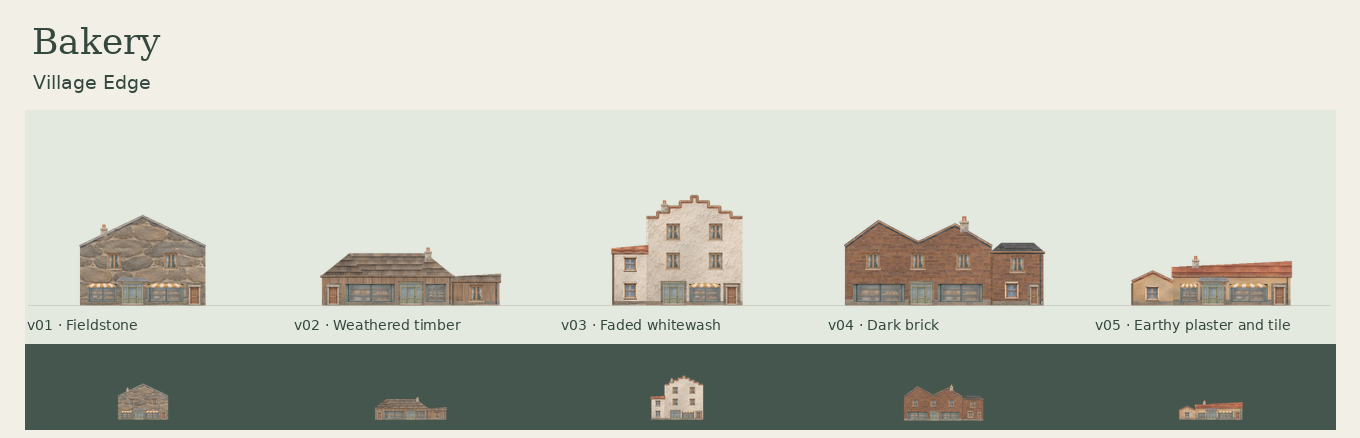 Bakery
Village Edge
v01 · Fieldstone
v02 · Weathered timber
v03 · Faded whitewash
v04 · Dark brick
v05 · Earthy plaster and tile